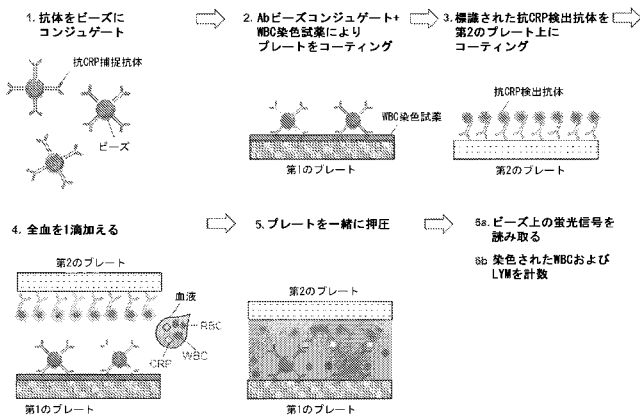 1. 抗体をビーズに
コンジュゲート
抗CRP捕捉抗体
ビーズ
2. Abビーズコンジュゲート+
WBC染色試薬により
プレートをコーティング
WBC染色試薬
第1のプレート
3. 標識された抗CRP検出抗体を
第2のプレート上に
コーティング
抗CRP検出抗体
第2のプレート
4. 全血を1滴加える
第2のプレート
血液
RBC
WBC
CRP
第1のプレート
5. プレートを一緒に押圧
第2のプレート
第1のプレート
6a. ビーズ上の蛍光信号を
読み取る
6b 染色されたWBCおよび
LYMを計数